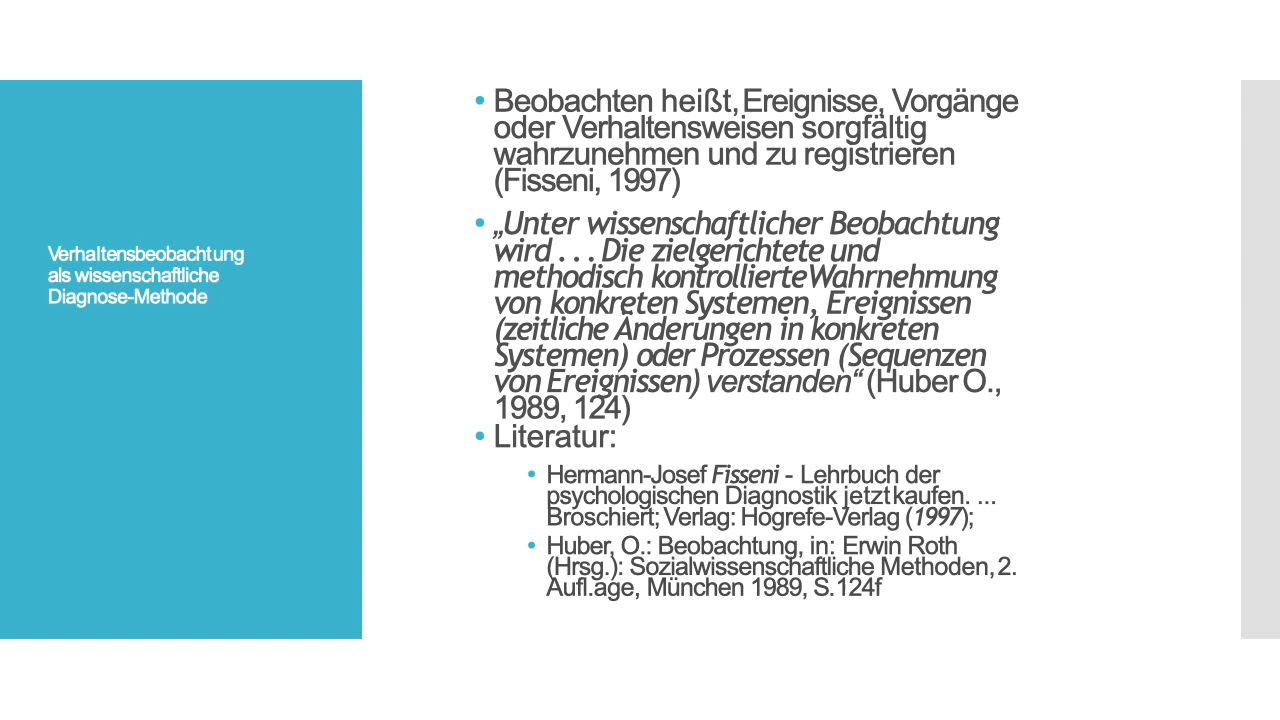 Verhaltensbeobachtung
als wissenschaftliche
Diagnose-Methode
• Beobachten heißt, Ereignisse, Vorgänge
oder Verhaltensweisen sorgfältig
wahrzunehmen und zu registrieren
(Fisseni, 1997)
• „Unter wissenschaftlicher Beobachtung
wird . . . Die zielgerichtete und
methodisch kontrollierte Wahrnehmung
von konkreten Systemen, Ereignissen
(zeitliche Änderungen in konkreten
Systemen) oder Prozessen (Sequenzen
von Ereignissen) verstanden“ (Huber O.,
1989, 124)
• Literatur:
• Hermann-Josef Fisseni - Lehrbuch der
psychologischen Diagnostik jetzt kaufen. ...
Broschiert; Verlag: Hogrefe-Verlag (1997);
• Huber, O.: Beobachtung, in: Erwin Roth
(Hrsg.): Sozialwissenschaftliche Methoden, 2.
Aufl.age, München 1989, S.124f